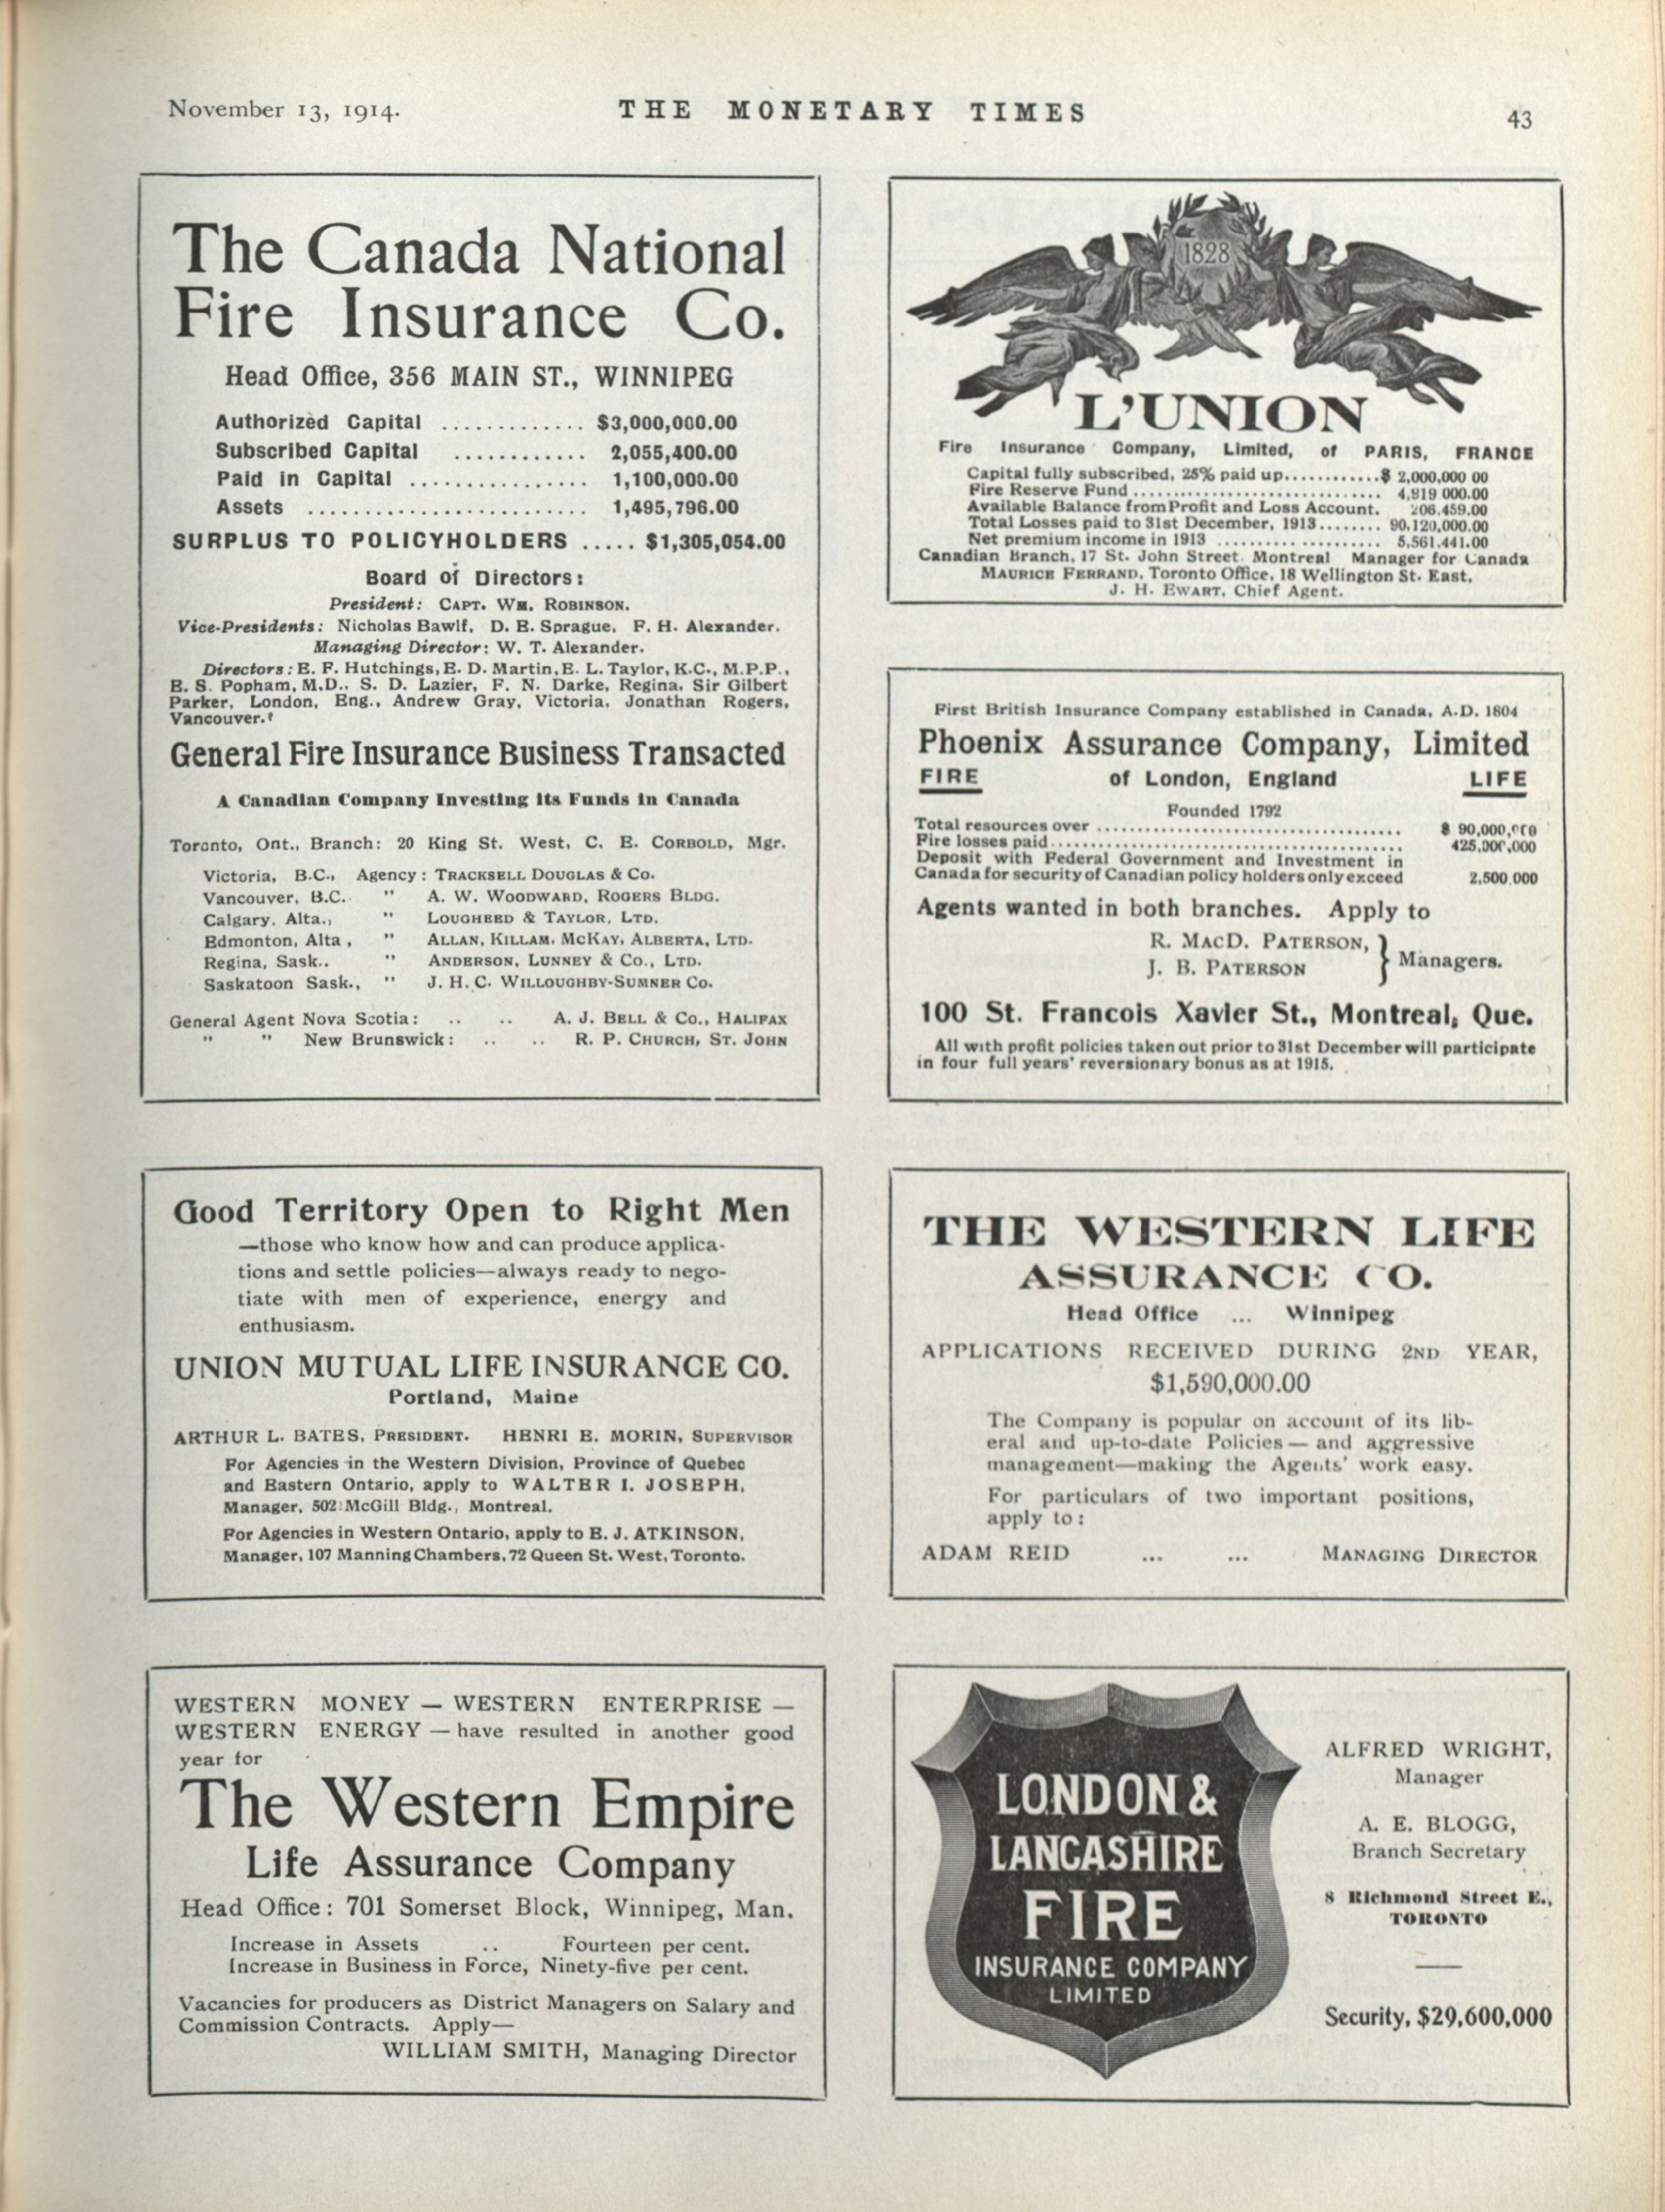 November 13, 1914.
THE MONETARY TIMES
43
The Canada National
Fire Insurance Co.
Head Office, 356 MAIN ST., WINNIPEG
Authorized Capital ............. $3,000,000.00
Subscribed Capital ............ 2,055,400.00
Paid in Capital ................ 1,100,000.00
Assets ......................... 1,495,796.00
SURPLUS TO POLICYHOLDERS ..... $1,305,054.00
Board of Directors:
President: CAPT. WM. ROBINSON.
Vice-Presidents: Nicholas Bawlf, D. E. Sprague, F. H. Alexander.
Managing Director: W. T. Alexander.
Directors: E. F. Hutchings, E. D. Martin, E. L. Taylor, K.C., M.P.P.,
E. S. Popham, M.D., S. D. Lazier, F. N. Darke, Regina, Sir Gilbert
Parker, London, Eng., Andrew Gray, Victoria, Jonathan Rogers,
Vancouver.
General Fire Insurance Business Transacted
A Canadian Company Investing its Funds in Canada
Toronto, Ont., Branch: 20 King St. West, C. E. CORBOLD, Mgr.
Victoria, B.C., Agency: TRACKSELL DOUGLAS & Co.
Vancouver, B.C. " A. W. WOODWARD, ROGERS BLDG.
Calgary, Alta., " LOUGHEED & TAYLOR, LTD.
Edmonton, Alta, " ALLAN, KILLAM, MCKAY, ALBERTA, LTD.
Regina, Sask.. " ANDERSON, LUNNEY & Co., LTD.
Saskatoon Sask., " J. H. C. WILLOUGHBY-SUMNER Co.
General Agent Nova Scotia: .. .. A. J. BELL & Co., HALIFAX
" " New Brunswick: .. .. R. P. CHURCH, ST. JOHN
1828
L'UNION
Fire Insurance Company, Limited, of PARIS, FRANCE
Capital fully subscribed, 25% paid up............$ 2,000,000 00
Fire Reserve Fund ............................ 4,919 000.00
Available Balance from Profit and Loss Account. 206,459.00
Total Losses paid to 31st December, 1913........ 90,120,000.00
Net premium income in 1913 .................. 5,561,441.00
Canadian Branch, 17 St. John Street, Montreal Manager for Canada
MAURICE FERRAND, Toronto Office, 18 Wellington St. East,
J. H. EWART, Chief Agent.
First British Insurance Company established in Canada, A.D. 1804
Phoenix Assurance Company, Limited
FIRE of London, England LIFE
Founded 1792
Total resources over .................................... $ 90,000,000
Fire losses paid.......................................... 425,000,000
Deposit with Federal Government and Investment in
Canada for security of Canadian policy holders only exceed 2,500,000
Agents wanted in both branches. Apply to
R. MACD. PATERSON,
J. B. PATERSON } Managers.
100 St. Francois Xavier St., Montreal, Que.
All with profit policies taken out prior to 31st December will participate
in four full years' reversionary bonus as at 1915.
Good Territory Open to Right Men
—those who know how and can produce applica-
tions and settle policies—always ready to nego-
tiate with men of experience, energy and
enthusiasm.
UNION MUTUAL LIFE INSURANCE CO.
Portland, Maine
ARTHUR L. BATES, PRESIDENT. HENRI E. MORIN, SUPERVISOR
For Agencies in the Western Division, Province of Quebec
and Eastern Ontario, apply to WALTER I. JOSEPH,
Manager, 502 McGill Bldg., Montreal.
For Agencies in Western Ontario, apply to E. J. ATKINSON,
Manager, 107 Manning Chambers, 72 Queen St. West, Toronto.
THE WESTERN LIFE
ASSURANCE CO.
Head Office ... Winnipeg
APPLICATIONS RECEIVED DURING 2ND YEAR,
$1,590,000.00
The Company is popular on account of its lib-
eral and up-to-date Policies — and aggressive
management—making the Agents' work easy.
For particulars of two important positions,
apply to:
ADAM REID ... ... MANAGING DIRECTOR
WESTERN MONEY — WESTERN ENTERPRISE —
WESTERN ENERGY — have resulted in another good
year for
The Western Empire
Life Assurance Company
Head Office: 701 Somerset Block, Winnipeg, Man.
Increase in Assets .. Fourteen per cent.
Increase in Business in Force, Ninety-five per cent.
Vacancies for producers as District Managers on Salary and
Commission Contracts. Apply—
WILLIAM SMITH, Managing Director
LONDON &
LANCASHIRE
FIRE
INSURANCE COMPANY
LIMITED
ALFRED WRIGHT,
Manager
A. E. BLOGG,
Branch Secretary
8 Richmond Street E.,
TORONTO
Security, $29,600,000